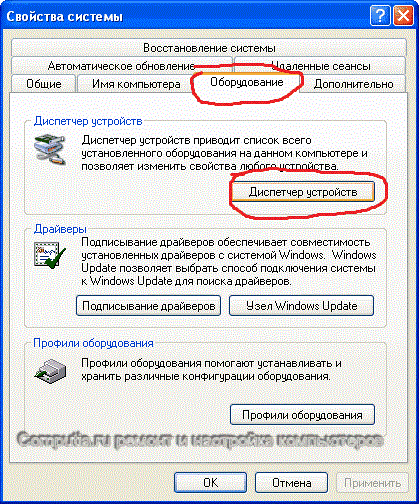 Свойства системы
Восстановление системы
Автоматическое обновление
Удаленные сеансы
Общие
Имя компьютера
Оборудование
Дополнительно
Диспетчер устройств
Диспетчер устройств приводит список всего
установленного оборудования на данном компьютере и
позволяет изменить свойства любого устройства.
Диспетчер устройств
Драйверы
Подписывание драйверов обеспечивает совместимость
установленных драйверов с системой Windows. Windows
Update позволяет выбрать способ подключения системы
к Windows Update для поиска драйверов.
Подписывание драйверов
Узел Windows Update
Профили оборудования
Профили оборудования помогают устанавливать и
хранить различные конфигурации оборудования.
Профили оборудования
Computia.ru ремонт и настройка компьютеров
OK
Отмена
Применить